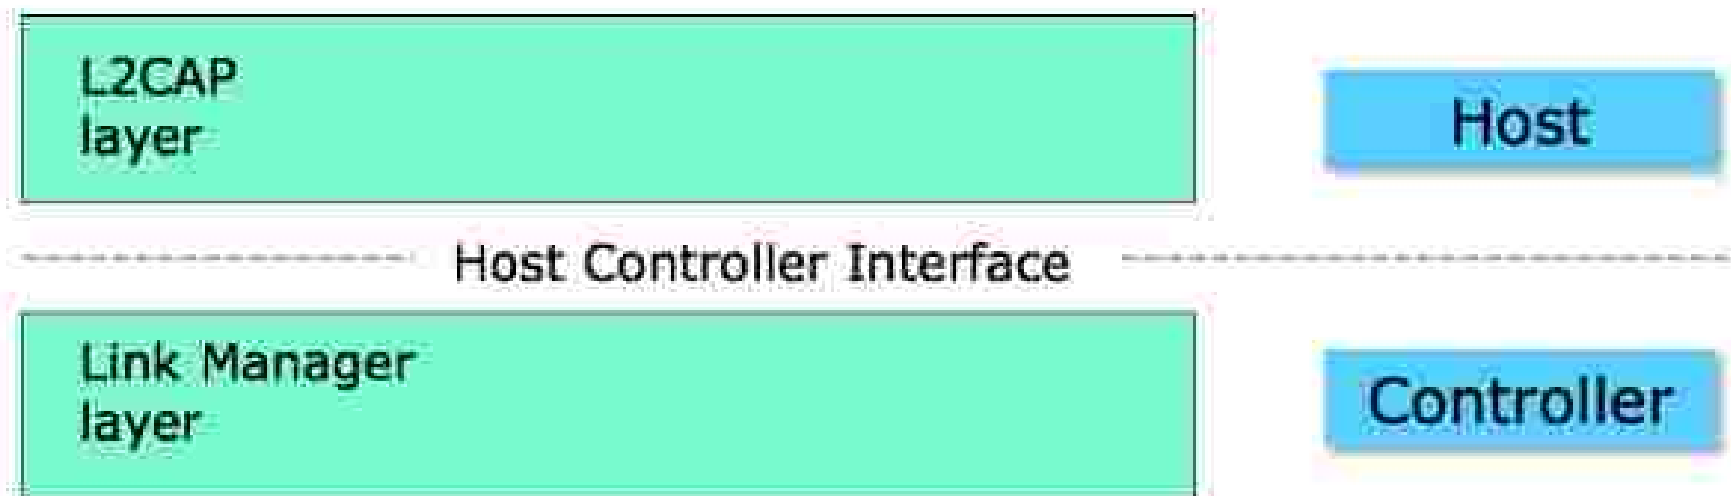 L2CAP
layer
Host
Host Controller Interface
Link Manager
layer
Controller